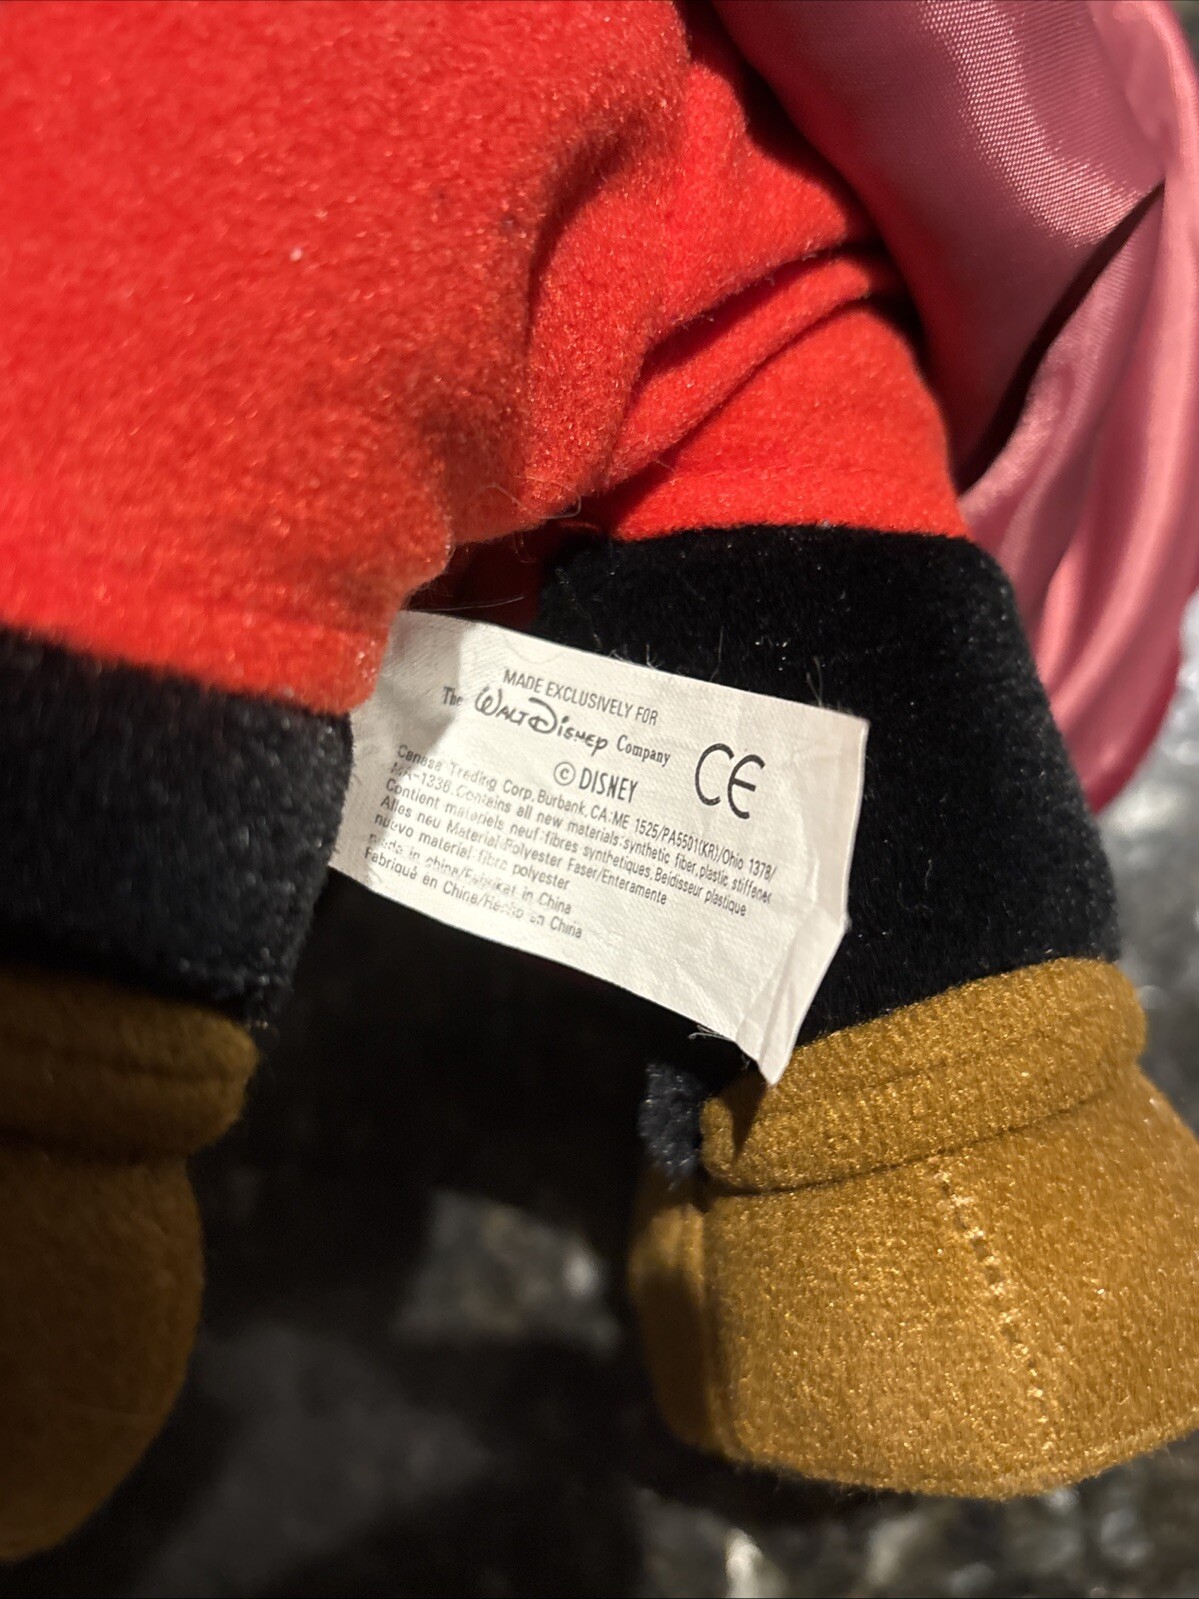 MADE EXCLUSIVELY FOR
The WALT DISNEY Company
© DISNEY
CE
Canasa Trading Corp, Burbank, CA:ME 1525/PA5501(KR)/Ohio 1378/
MA-1336.Contains all new materials:synthetic fiber,plastic stiffener
Contient materiels neuf:fibres synthetiques,Beidisseur plastique
Alles neu Material-Polyester Faser/Enteramente
nuevo material-fibra polyester
made in china/Fabrikat in China
Fabriqué en China/Hecho en China